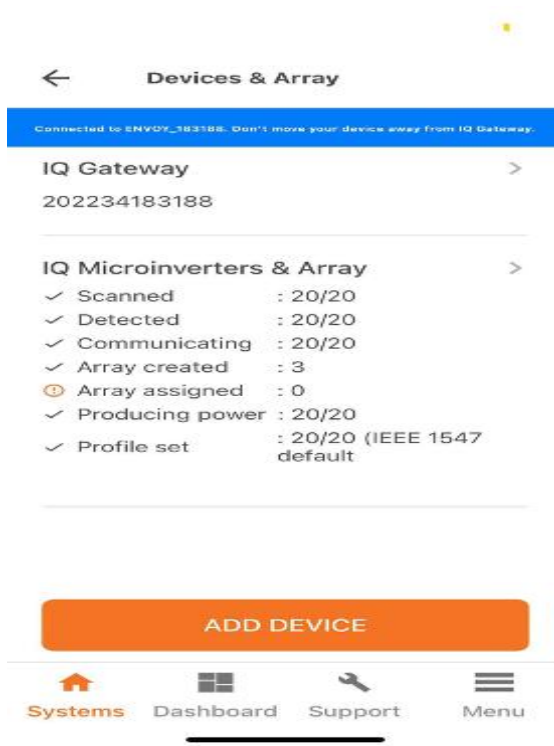 Devices & Array
Connected to ENVOY_183188. Don't move your device away from IQ Gateway.
IQ Gateway
202234183188
IQ Microinverters & Array
Scanned : 20/20
Detected : 20/20
Communicating : 20/20
Array created : 3
Array assigned : 0
Producing power : 20/20
Profile set : 20/20 (IEEE 1547
default
ADD DEVICE
Systems Dashboard Support Menu